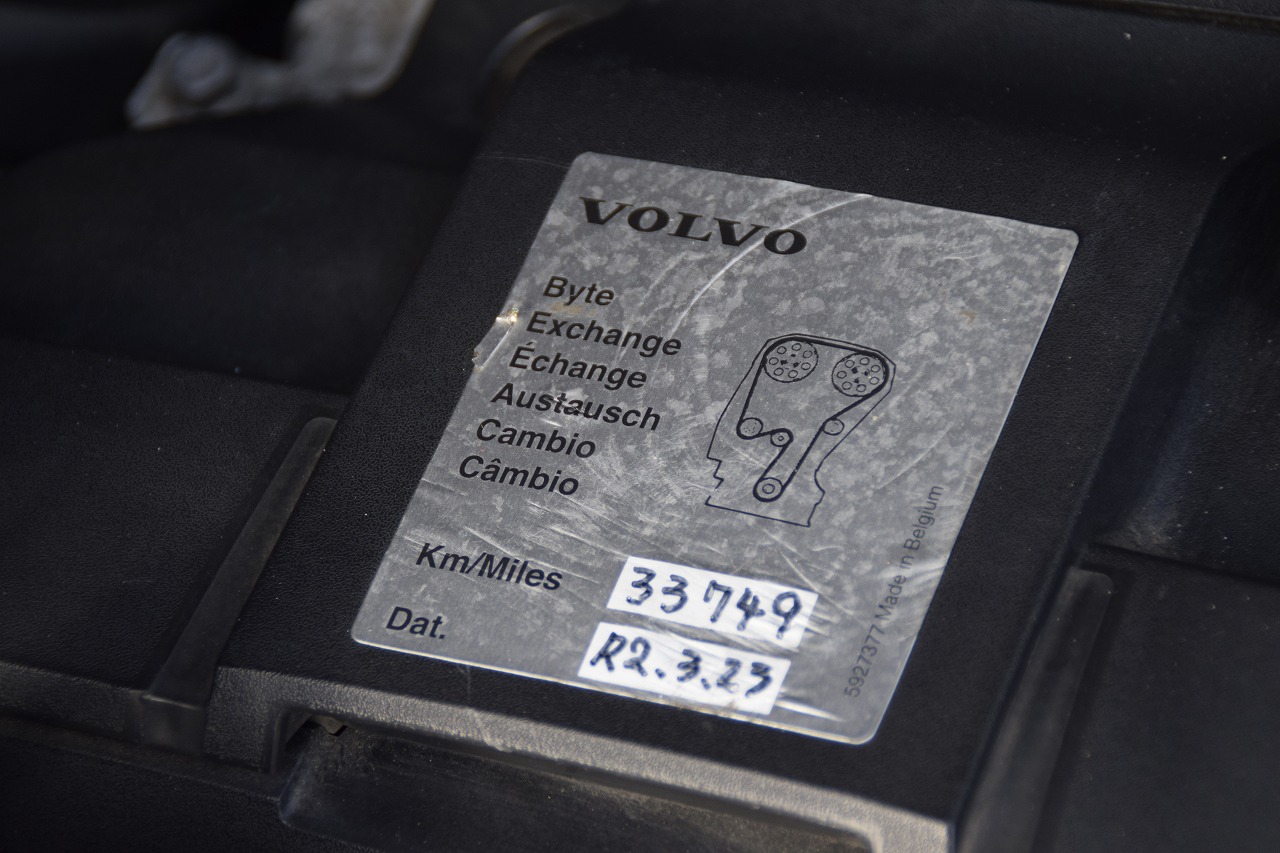 VOLVO
Byte
Exchange
Échange
Austausch
Cambio
Câmbio
Km/Miles 33749
Dat. R2.3.23
5927377 Made in Belgium